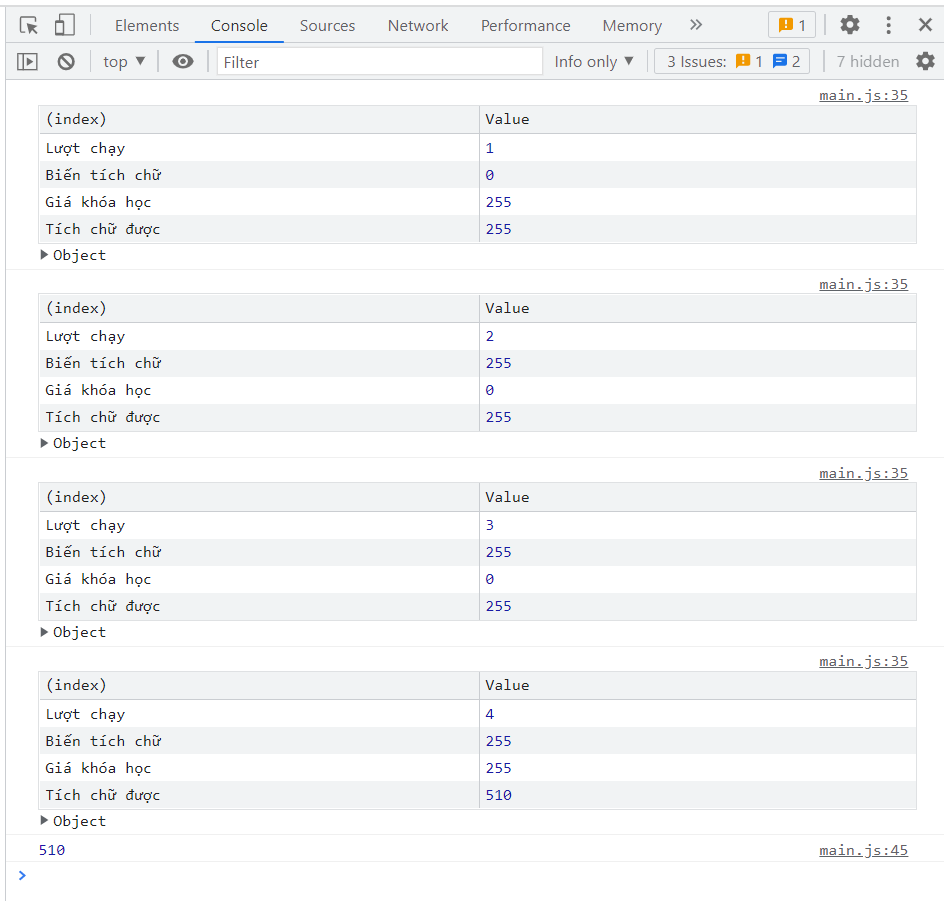 Elements Console Sources Network Performance Memory 1
top Filter Info only 3 Issues: 1 2 7 hidden
main.js:35
(index) Value
Lượt chạy 1
Biến tích chữ 0
Giá khóa học 255
Tích chữ được 255
Object
main.js:35
(index) Value
Lượt chạy 2
Biến tích chữ 255
Giá khóa học 0
Tích chữ được 255
Object
main.js:35
(index) Value
Lượt chạy 3
Biến tích chữ 255
Giá khóa học 0
Tích chữ được 255
Object
main.js:35
(index) Value
Lượt chạy 4
Biến tích chữ 255
Giá khóa học 255
Tích chữ được 510
Object
510 main.js:45